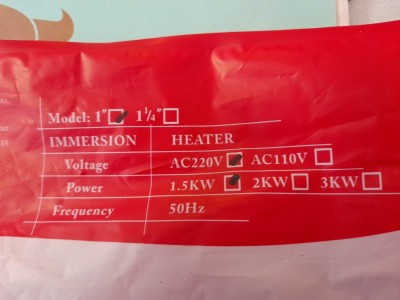 Model: 1" 1¼"
IMMERSION HEATER
Voltage AC220V AC110V
Power 1.5KW 2KW 3KW
Frequency 50Hz